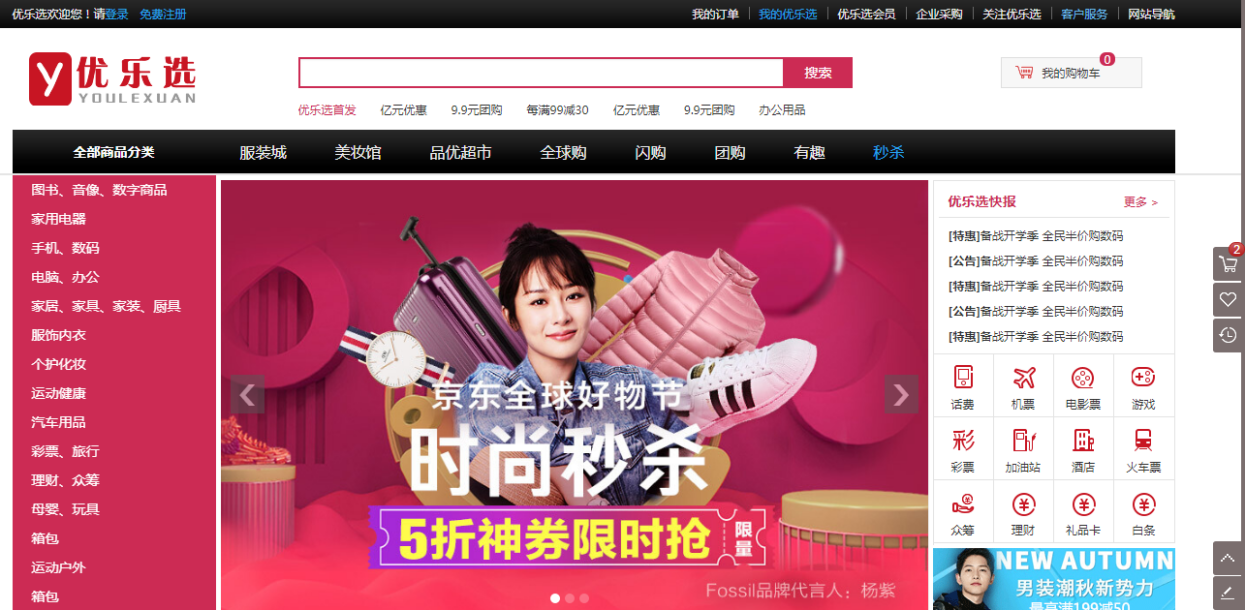 优乐选欢迎您！请登录 免费注册
我的订单 我的优乐选 优乐选会员 企业采购 关注优乐选 客户服务 网站导航
y 优乐选
YOULEXUAN
搜索
我的购物车 0
优乐选首发 亿元优惠 9.9元团购 每满99减30 亿元优惠 9.9元团购 办公用品
全部商品分类 服装城 美妆馆 品优超市 全球购 闪购 团购 有趣 秒杀
图书、音像、数字商品
家用电器
手机、数码
电脑、办公
家居、家具、家装、厨具
服饰内衣
个护化妆
运动健康
汽车用品
彩票、旅行
理财、众筹
母婴、玩具
箱包
运动户外
箱包
京东全球好物节
时尚秒杀
5折神券限时抢 限量
Fossil品牌代言人：杨紫
优乐选快报 更多 >
[特惠]备战开学季 全民半价购数码
[公告]备战开学季 全民半价购数码
[特惠]备战开学季 全民半价购数码
[公告]备战开学季 全民半价购数码
[特惠]备战开学季 全民半价购数码
话费 机票 电影票 游戏
彩票 加油站 酒店 火车票
众筹 理财 礼品卡 白条
NEW AUTUMN
男装潮秋新势力
最高满199减50
2